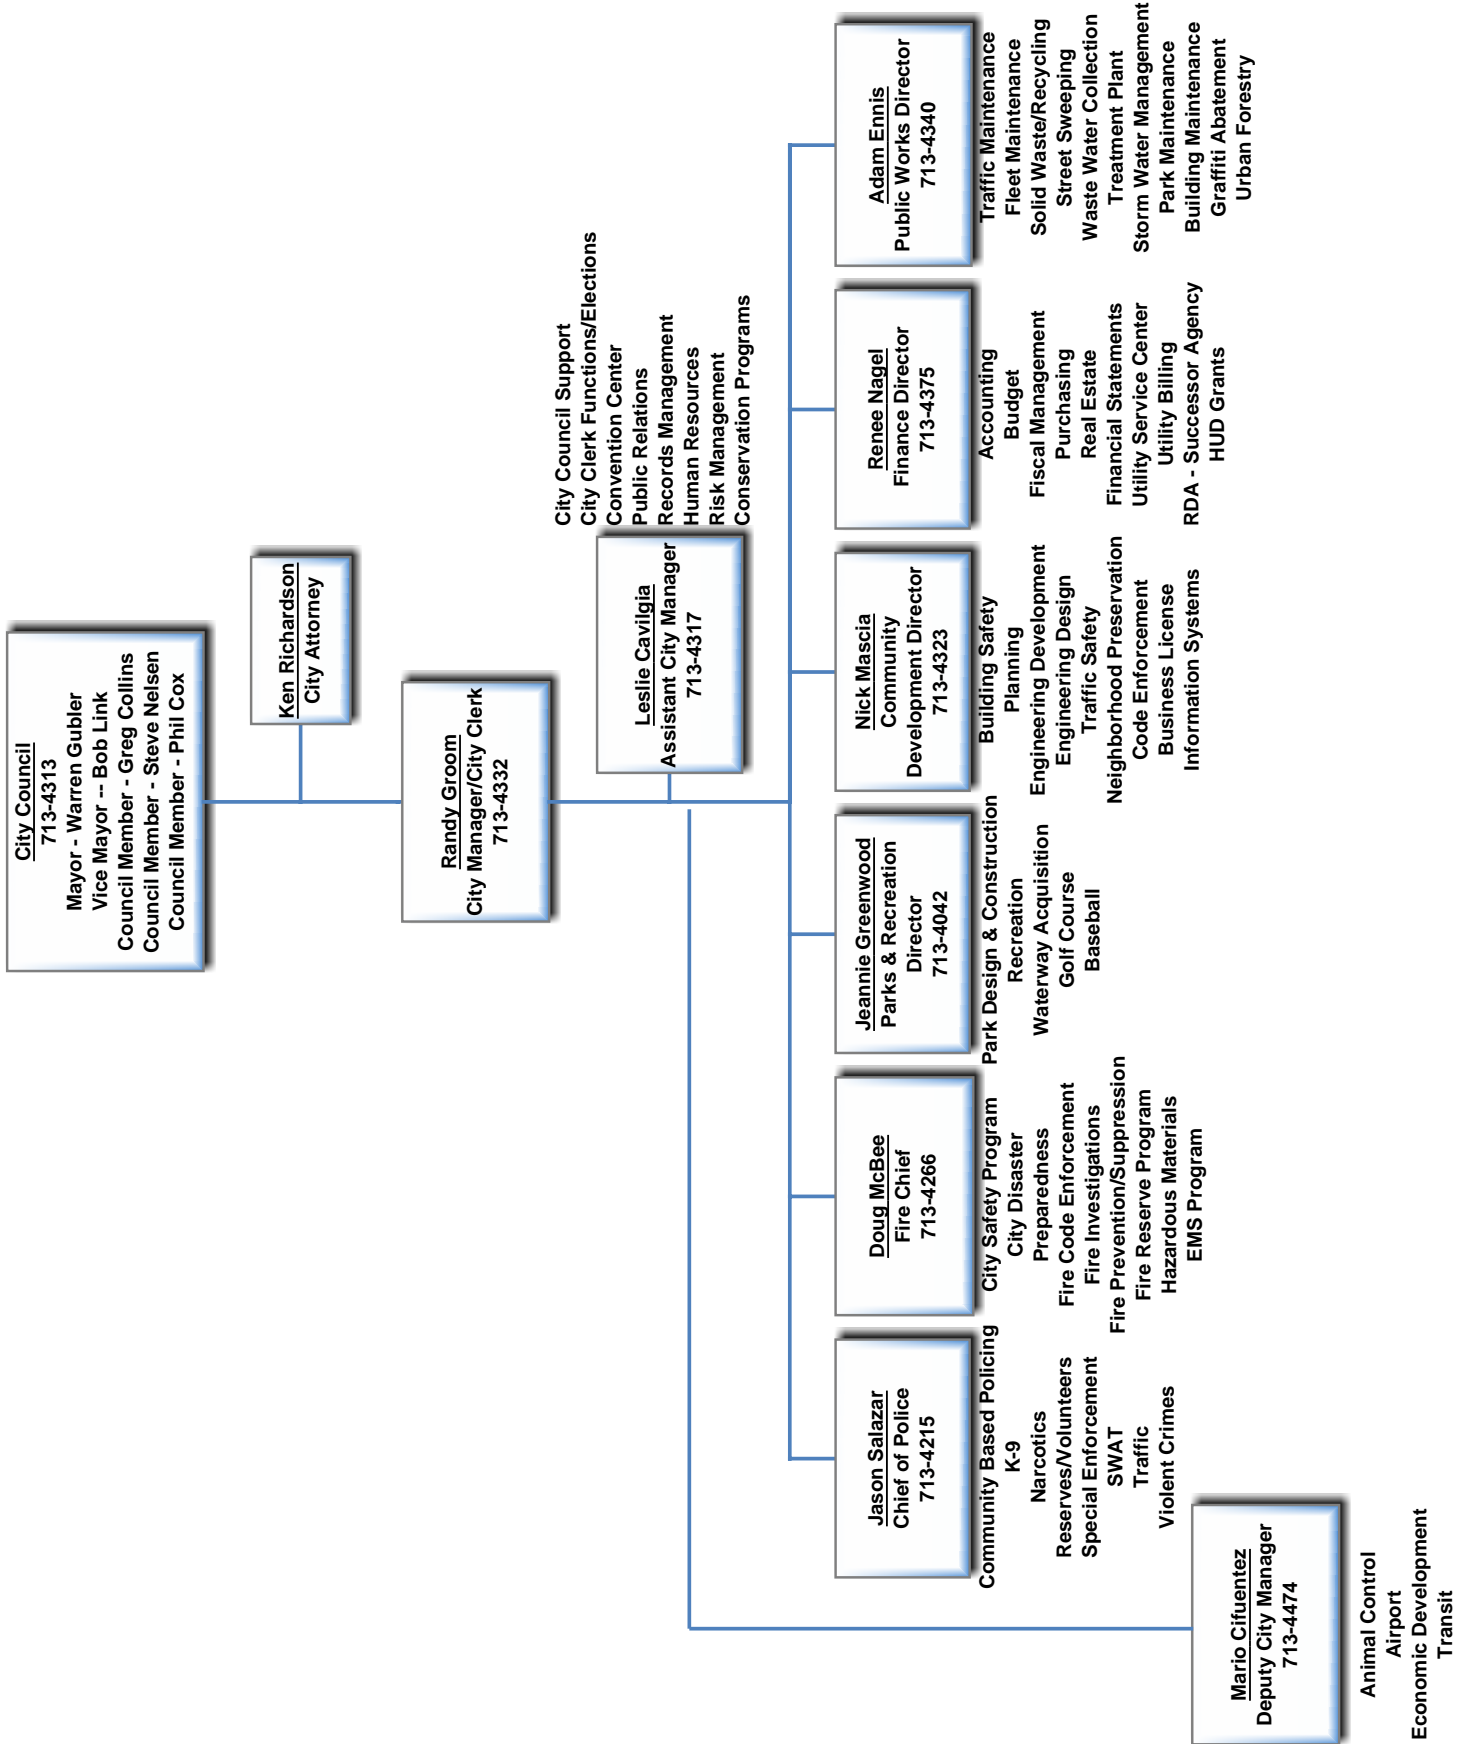 City Council
713-4313
Mayor - Warren Gubler
Vice Mayor -- Bob Link
Council Member - Greg Collins
Council Member - Steve Nelsen
Council Member - Phil Cox
Ken Richardson
City Attorney
Randy Groom
City Manager/City Clerk
713-4332
Leslie Cavilgia
Assistant City Manager
713-4317
City Council Support
City Clerk Functions/Elections
Convention Center
Public Relations
Records Management
Human Resources
Risk Management
Conservation Programs
Jason Salazar
Chief of Police
713-4215
Community Based Policing
K-9
Narcotics
Reserves/Volunteers
Special Enforcement
SWAT
Traffic
Violent Crimes
Doug McBee
Fire Chief
713-4266
City Safety Program
City Disaster
Preparedness
Fire Code Enforcement
Fire Investigations
Fire Prevention/Suppression
Fire Reserve Program
Hazardous Materials
EMS Program
Jeannie Greenwood
Parks & Recreation
Director
713-4042
Park Design & Construction
Recreation
Waterway Acquisition
Golf Course
Baseball
Nick Mascia
Community
Development Director
713-4323
Building Safety
Planning
Engineering Development
Engineering Design
Traffic Safety
Neighborhood Preservation
Code Enforcement
Business License
Information Systems
Renee Nagel
Finance Director
713-4375
Accounting
Budget
Fiscal Management
Purchasing
Real Estate
Financial Statements
Utility Service Center
Utility Billing
RDA - Successor Agency
HUD Grants
Adam Ennis
Public Works Director
713-4340
Traffic Maintenance
Fleet Maintenance
Solid Waste/Recycling
Street Sweeping
Waste Water Collection
Treatment Plant
Storm Water Management
Park Maintenance
Building Maintenance
Graffiti Abatement
Urban Forestry
Mario Cifuentez
Deputy City Manager
713-4474
Animal Control
Airport
Economic Development
Transit